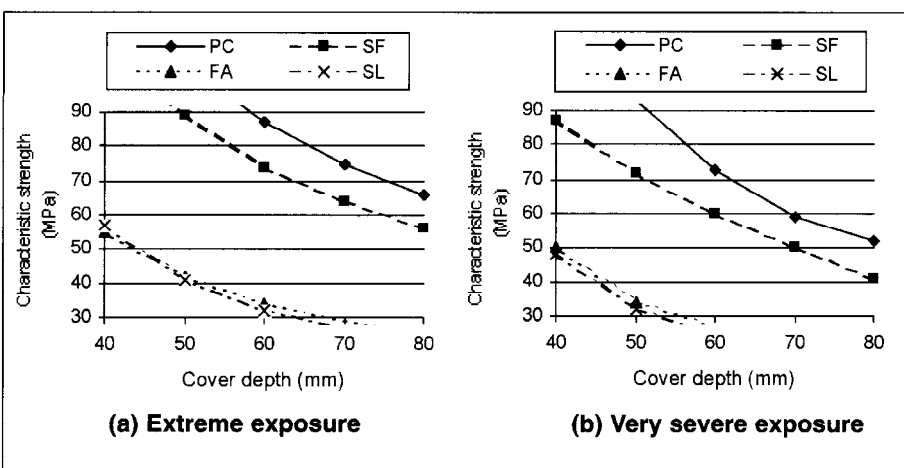 PC SF
FA SL
Characteristic strength
(MPa)
90
80
70
60
50
40
30
40 50 60 70 80
Cover depth (mm)
(a) Extreme exposure
PC SF
FA SL
Characteristic strength
(MPa)
90
80
70
60
50
40
30
40 50 60 70 80
Cover depth (mm)
(b) Very severe exposure